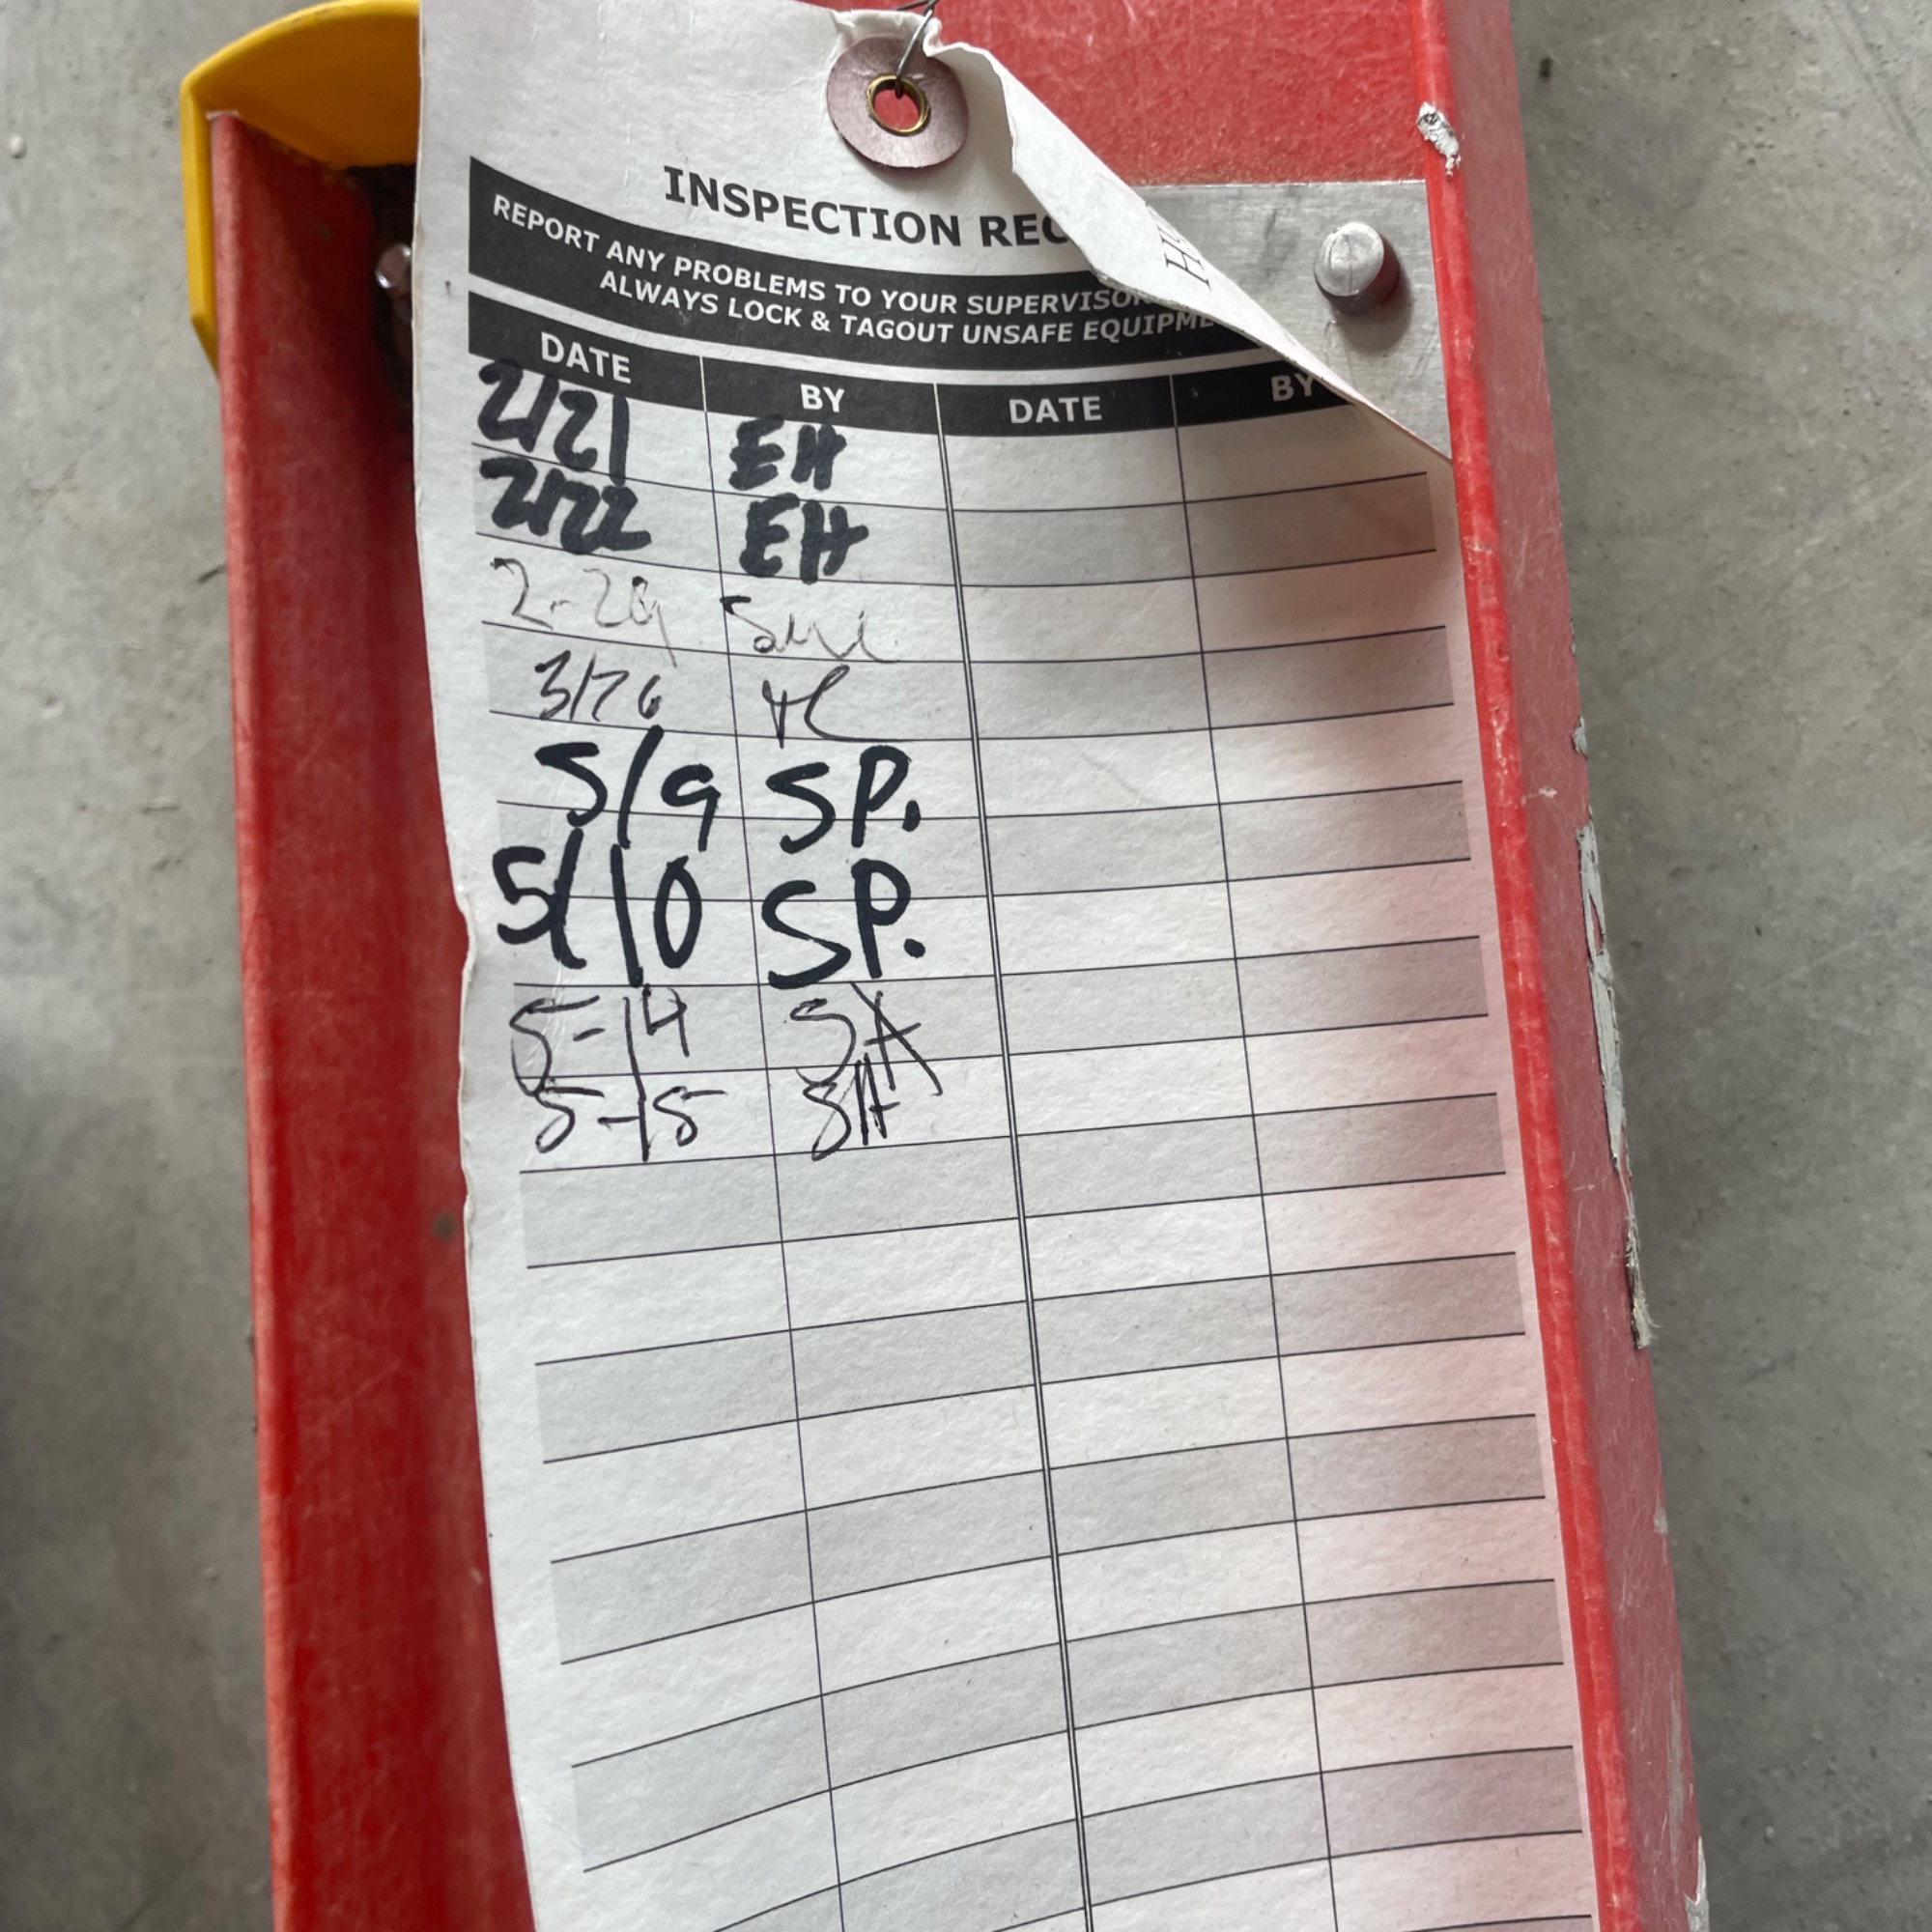 INSPECTION REC
REPORT ANY PROBLEMS TO YOUR SUPERVISOR
ALWAYS LOCK & TAGOUT UNSAFE EQUIPME
DATE BY DATE BY
2/21 EH
2/22 EH
2-29
3/26
5/9 SP.
5/10 SP.
5-14 SA
5-15 SA